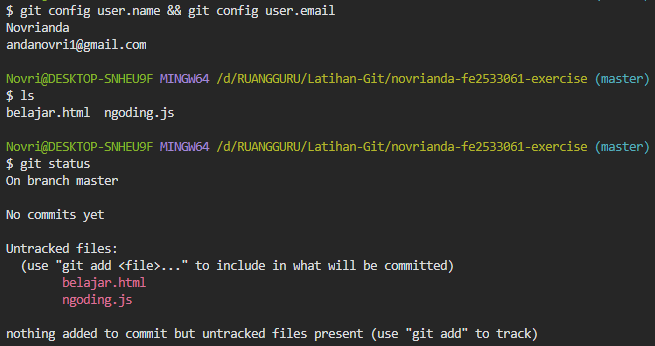 $ git config user.name && git config user.email
Novrianda
andanovri1@gmail.com
Novri@DESKTOP-SNHEU9F MINGW64 /d/RUANGGURU/Latihan-Git/novrianda-fe2533061-exercise (master)
$ ls
belajar.html  ngoding.js
Novri@DESKTOP-SNHEU9F MINGW64 /d/RUANGGURU/Latihan-Git/novrianda-fe2533061-exercise (master)
$ git status
On branch master
No commits yet
Untracked files:
  (use "git add <file>..." to include in what will be committed)
        belajar.html
        ngoding.js
nothing added to commit but untracked files present (use "git add" to track)